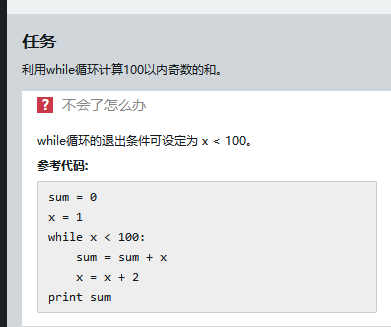 任务
利用while循环计算100以内奇数的和。
? 不会了怎么办
while循环的退出条件可设定为 x < 100。
参考代码:
sum = 0
x = 1
while x < 100:
    sum = sum + x
    x = x + 2
print sum